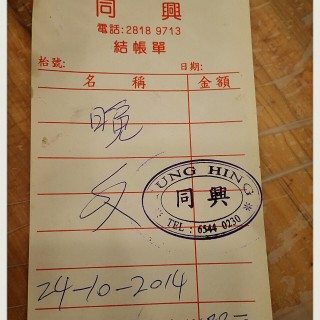 同 興
電話:2818 9713
結帳單
枱號: 日期:
名 稱 金額
晚
UNG HING
同興
TEL : 6544 0230
24-10-2014